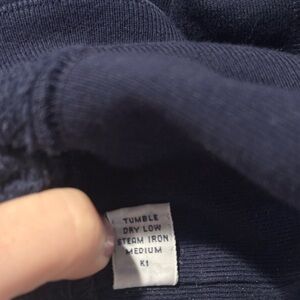 TUMBLE
DRY LOW
STEAM IRON
MEDIUM
K1